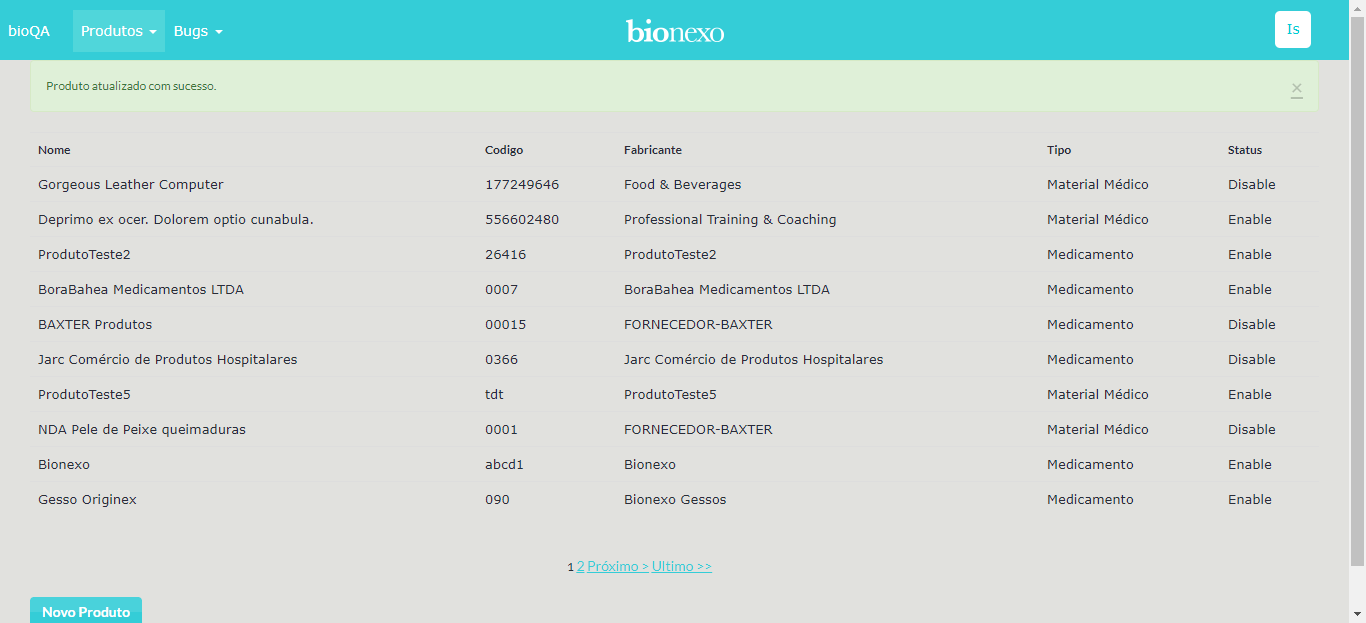 bioQA Produtos Bugs bionexo Is
Produto atualizado com sucesso. ×
Nome Codigo Fabricante Tipo Status
Gorgeous Leather Computer 177249646 Food & Beverages Material Médico Disable
Deprimo ex ocer. Dolorem optio cunabula. 556602480 Professional Training & Coaching Material Médico Enable
ProdutoTeste2 26416 ProdutoTeste2 Medicamento Enable
BoraBahea Medicamentos LTDA 0007 BoraBahea Medicamentos LTDA Medicamento Enable
BAXTER Produtos 00015 FORNECEDOR-BAXTER Medicamento Disable
Jarc Comércio de Produtos Hospitalares 0366 Jarc Comércio de Produtos Hospitalares Medicamento Disable
ProdutoTeste5 tdt ProdutoTeste5 Material Médico Enable
NDA Pele de Peixe queimaduras 0001 FORNECEDOR-BAXTER Material Médico Disable
Bionexo abcd1 Bionexo Medicamento Enable
Gesso Originex 090 Bionexo Gessos Medicamento Enable
1 2 Próximo > Ultimo >>
Novo Produto